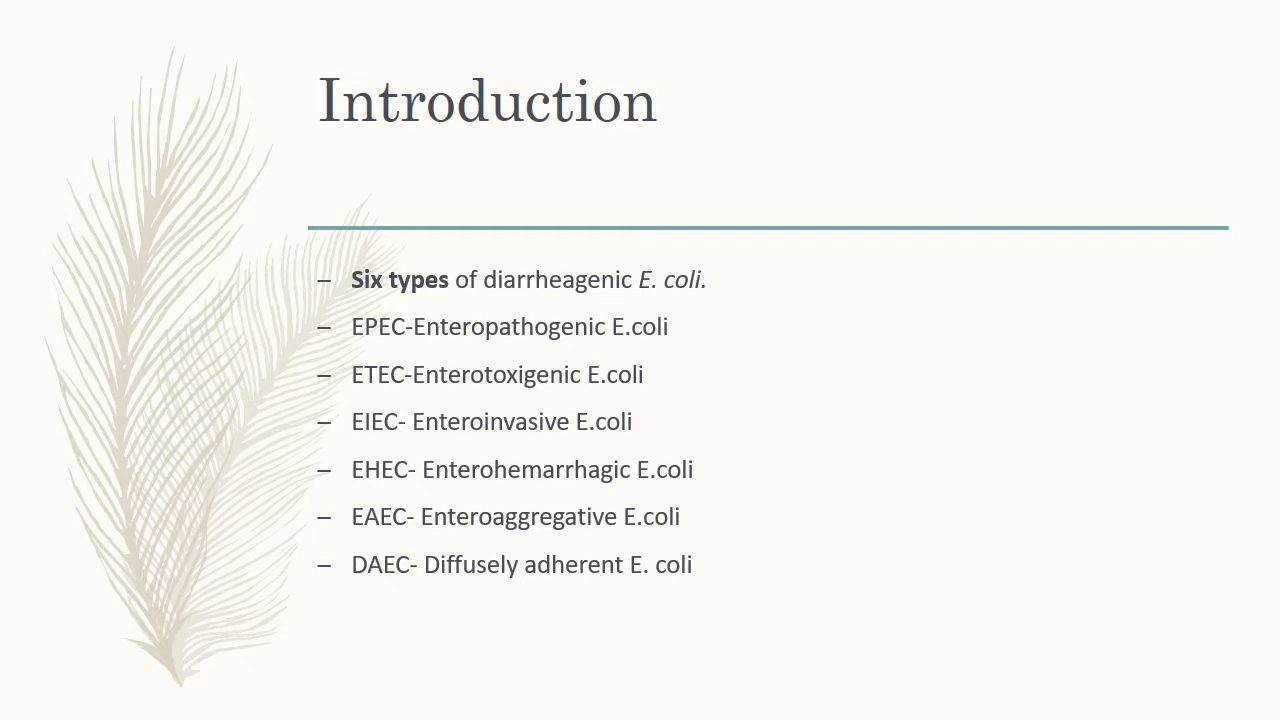 Introduction
– Six types of diarrheagenic E. coli.
– EPEC-Enteropathogenic E.coli
– ETEC-Enterotoxigenic E.coli
– EIEC- Enteroinvasive E.coli
– EHEC- Enterohemarrhagic E.coli
– EAEC- Enteroaggregative E.coli
– DAEC- Diffusely adherent E. coli